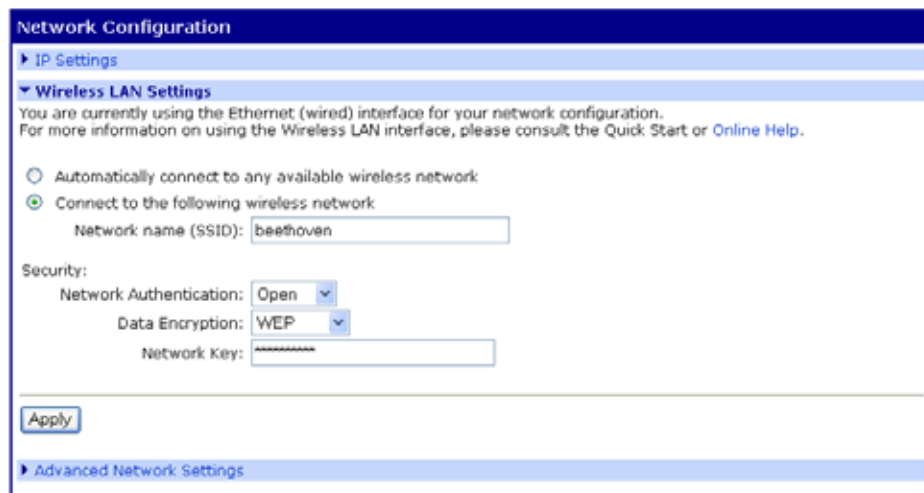 Network Configuration
IP Settings
Wireless LAN Settings
You are currently using the Ethernet (wired) interface for your network configuration.
For more information on using the Wireless LAN interface, please consult the Quick Start or Online Help.
Automatically connect to any available wireless network
Connect to the following wireless network
Network name (SSID): beethoven
Security:
Network Authentication: Open
Data Encryption: WEP
Network Key: **********
Apply
Advanced Network Settings